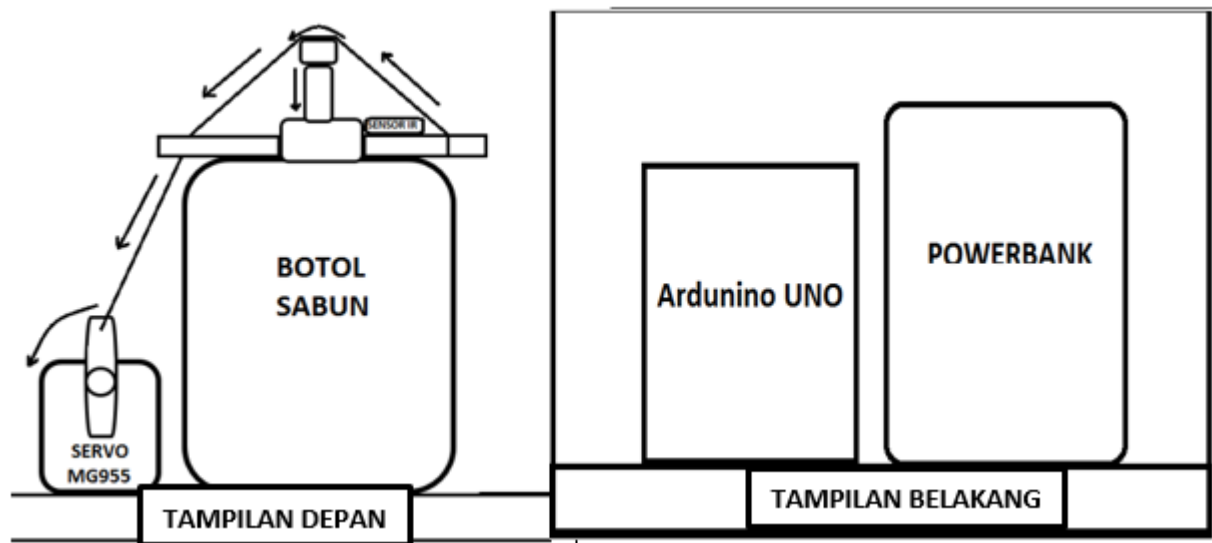 SENSOR IR
BOTOL
SABUN
SERVO
MG955
TAMPILAN DEPAN
Ardunino UNO
POWERBANK
TAMPILAN BELAKANG